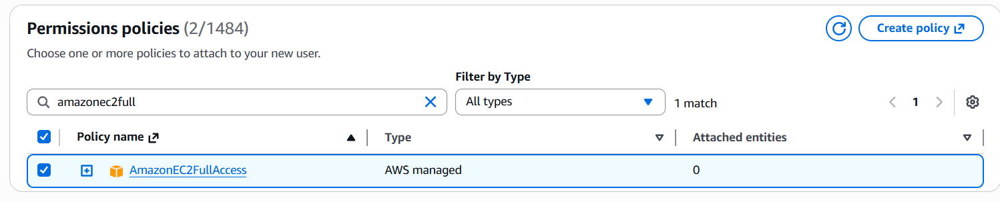 Permissions policies (2/1484)
Create policy
Choose one or more policies to attach to your new user.
Filter by Type
amazonec2full
All types
1 match
1
Policy name
Type
Attached entities
AmazonEC2FullAccess
AWS managed
0